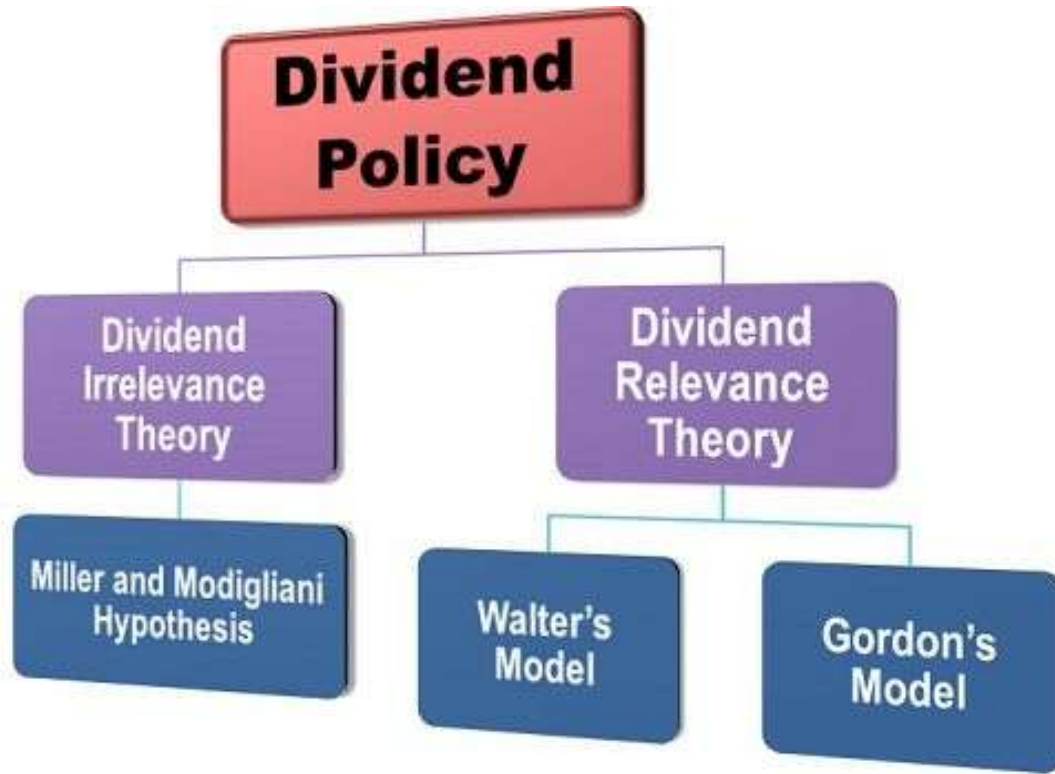 Dividend
Policy
Dividend
Irrelevance
Theory
Dividend
Relevance
Theory
Miller and Modigliani
Hypothesis
Walter's
Model
Gordon's
Model